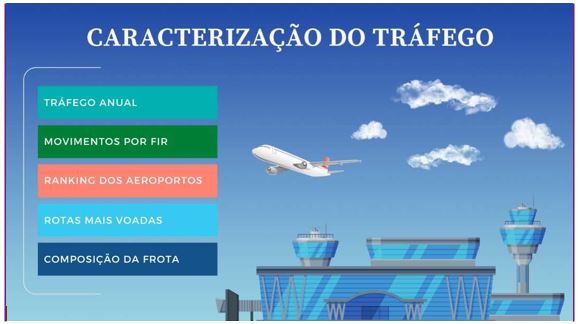 CARACTERIZAÇÃO DO TRÁFEGO
TRÁFEGO ANUAL
MOVIMENTOS POR FIR
RANKING DOS AEROPORTOS
ROTAS MAIS VOADAS
COMPOSIÇÃO DA FROTA